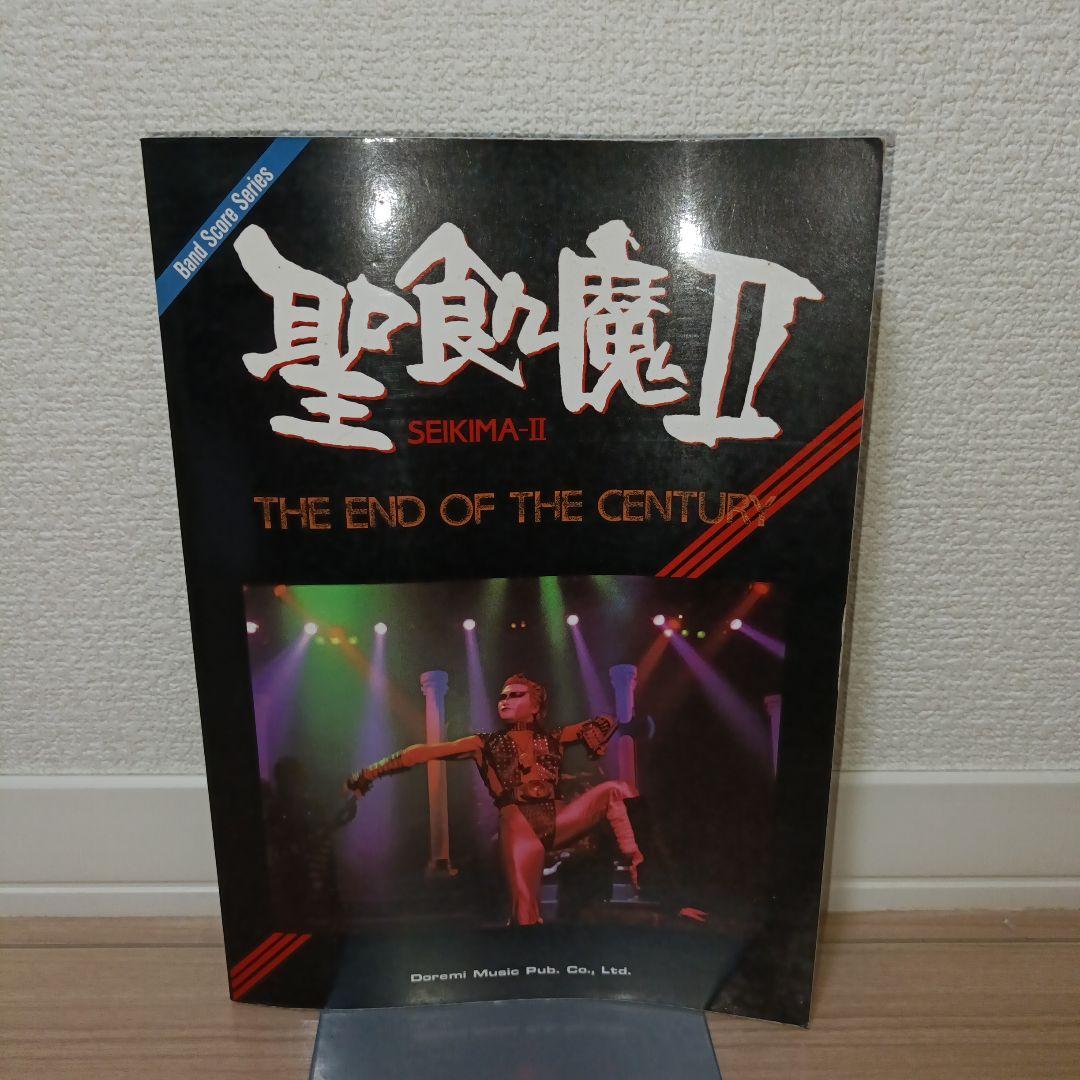 Band Score Series
聖飢魔II
SEIKIMA-II
THE END OF THE CENTURY
Doremi Music Pub. Co., Ltd.